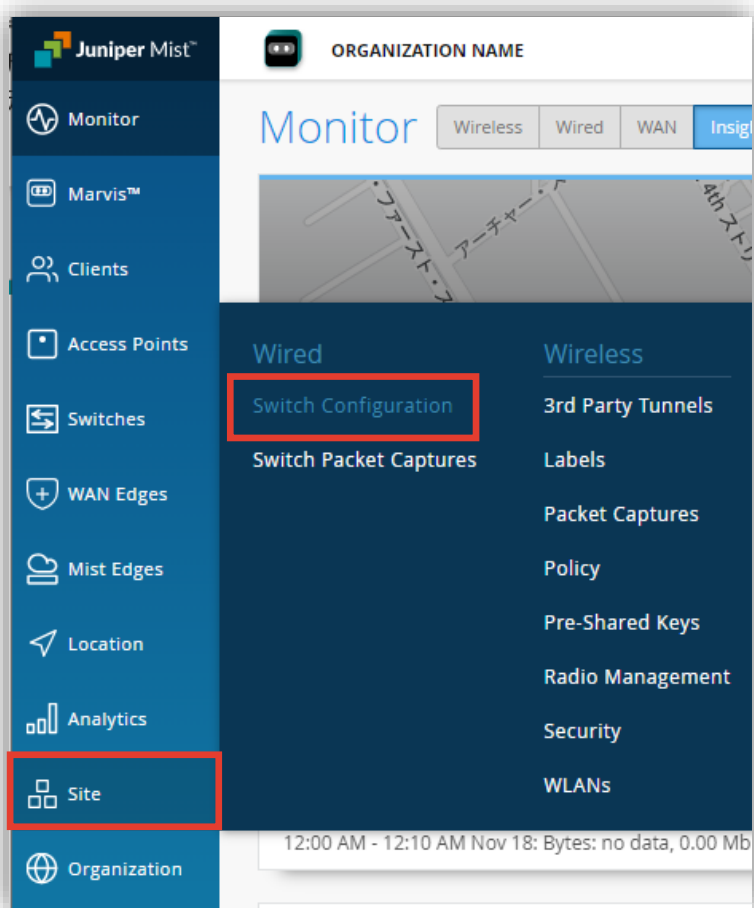 Juniper Mist™
ORGANIZATION NAME
Monitor
Marvis™
Clients
Access Points
Switches
WAN Edges
Mist Edges
Location
Analytics
Site
Organization
Monitor
Wireless
Wired
WAN
ファースト・ス
アーチャー・
4th ストリ
Wired
Switch Configuration
Switch Packet Captures
Wireless
3rd Party Tunnels
Labels
Packet Captures
Policy
Pre-Shared Keys
Radio Management
Security
WLANs
12:00 AM - 12:10 AM Nov 18: Bytes: no data, 0.00 Mb